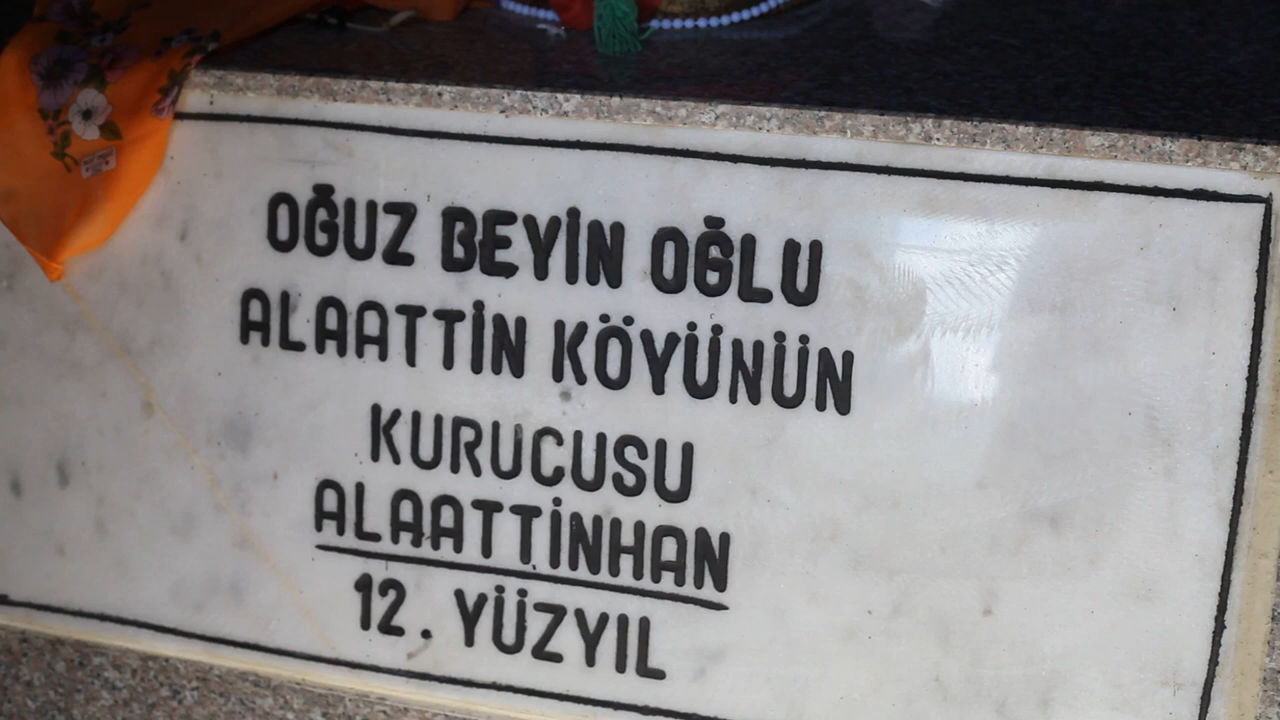 OĞUZ BEYİN OĞLU
ALAATTİN KÖYÜNÜN
KURUCUSU
ALAATTİNHAN
12. YÜZYIL